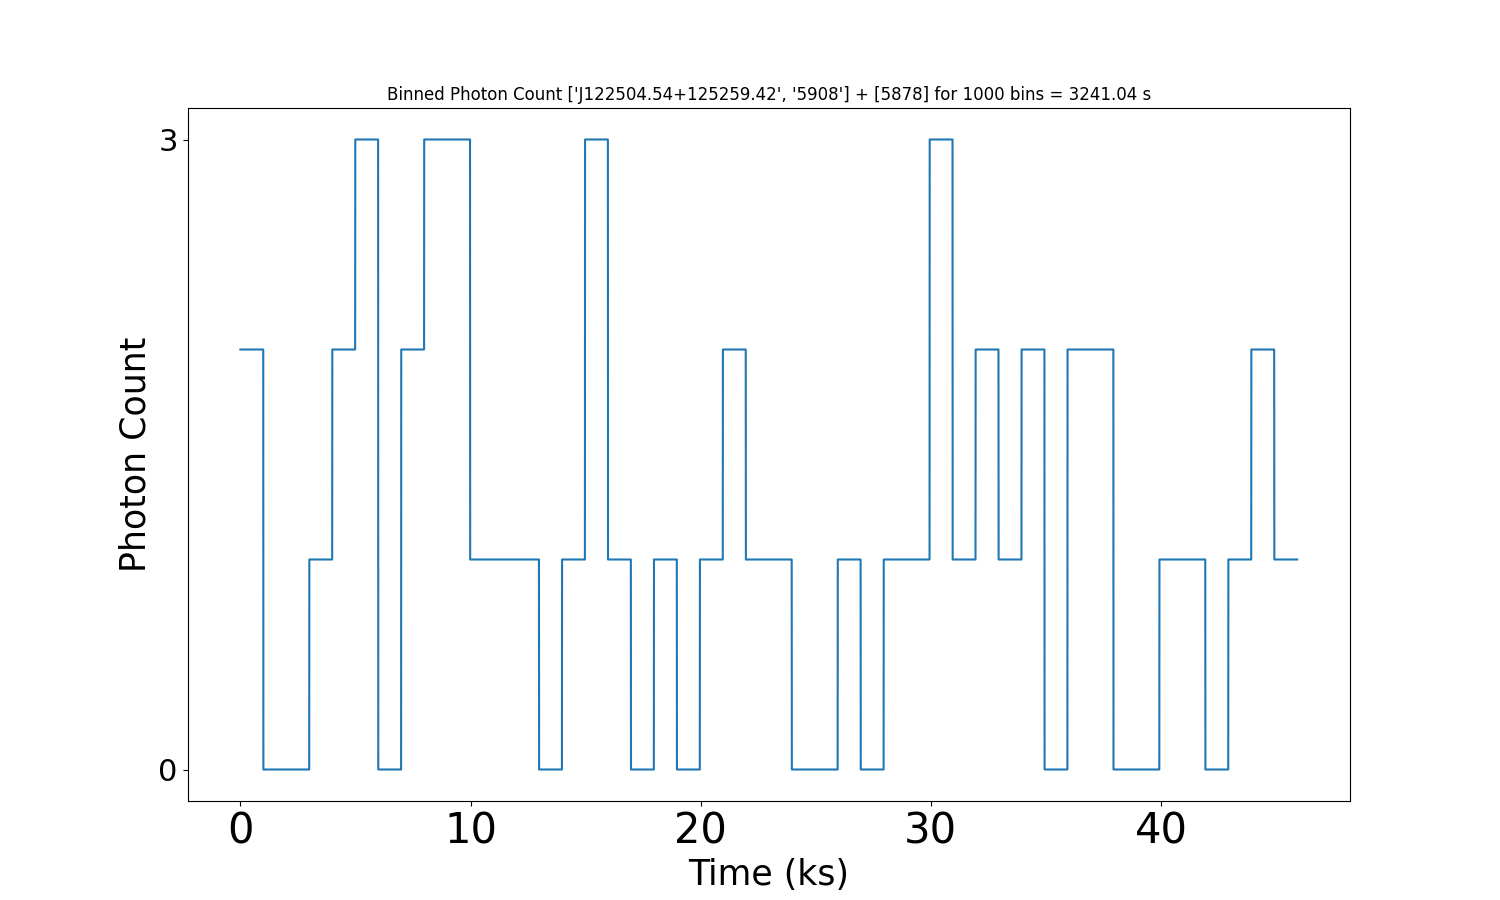 Binned Photon Count ['J122504.54+125259.42', '5908'] + [5878] for 1000 bins = 3241.04 s
3
Photon Count
0
0 10 20 30 40
Time (ks)